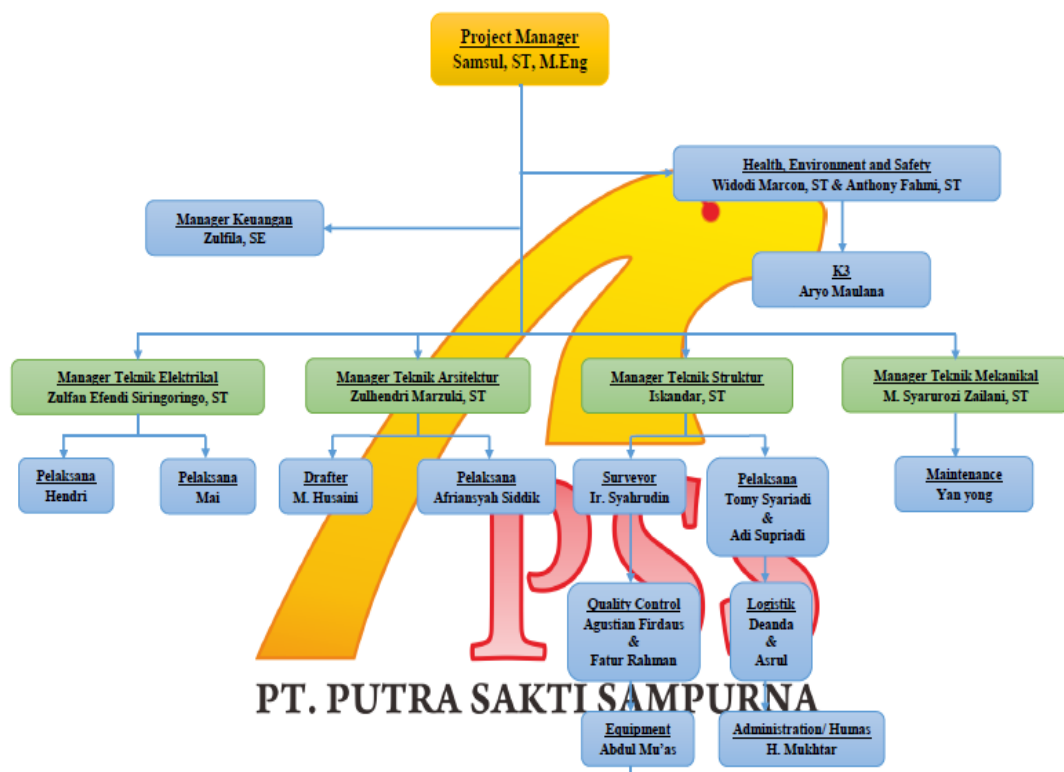 Project Manager
Samsul, ST, M.Eng
Health, Environment and Safety
Widodi Marcon, ST & Anthony Fahmi, ST
Manager Keuangan
Zulfila, SE
K3
Aryo Maulana
Manager Teknik Elektrikal
Zulfan Efendi Siringoringo, ST
Manager Teknik Arsitektur
Zulhendri Marzuki, ST
Manager Teknik Struktur
Iskandar, ST
Manager Teknik Mekanikal
M. Syarurozi Zailani, ST
Pelaksana
Hendri
Pelaksana
Mai
Drafter
M. Husaini
Pelaksana
Afriansyah Siddik
Surveyor
Ir. Syahrudin
Pelaksana
Tomy Syariadi
&
Adi Supriadi
Maintenance
Yan yong
Quality Control
Agustian Firdaus
&
Fatur Rahman
Logistik
Deanda
&
Asrul
PSS
PT. PUTRA SAKTI SAMPURNA
Equipment
Abdul Mu’as
Administration/ Humas
H. Mukhtar